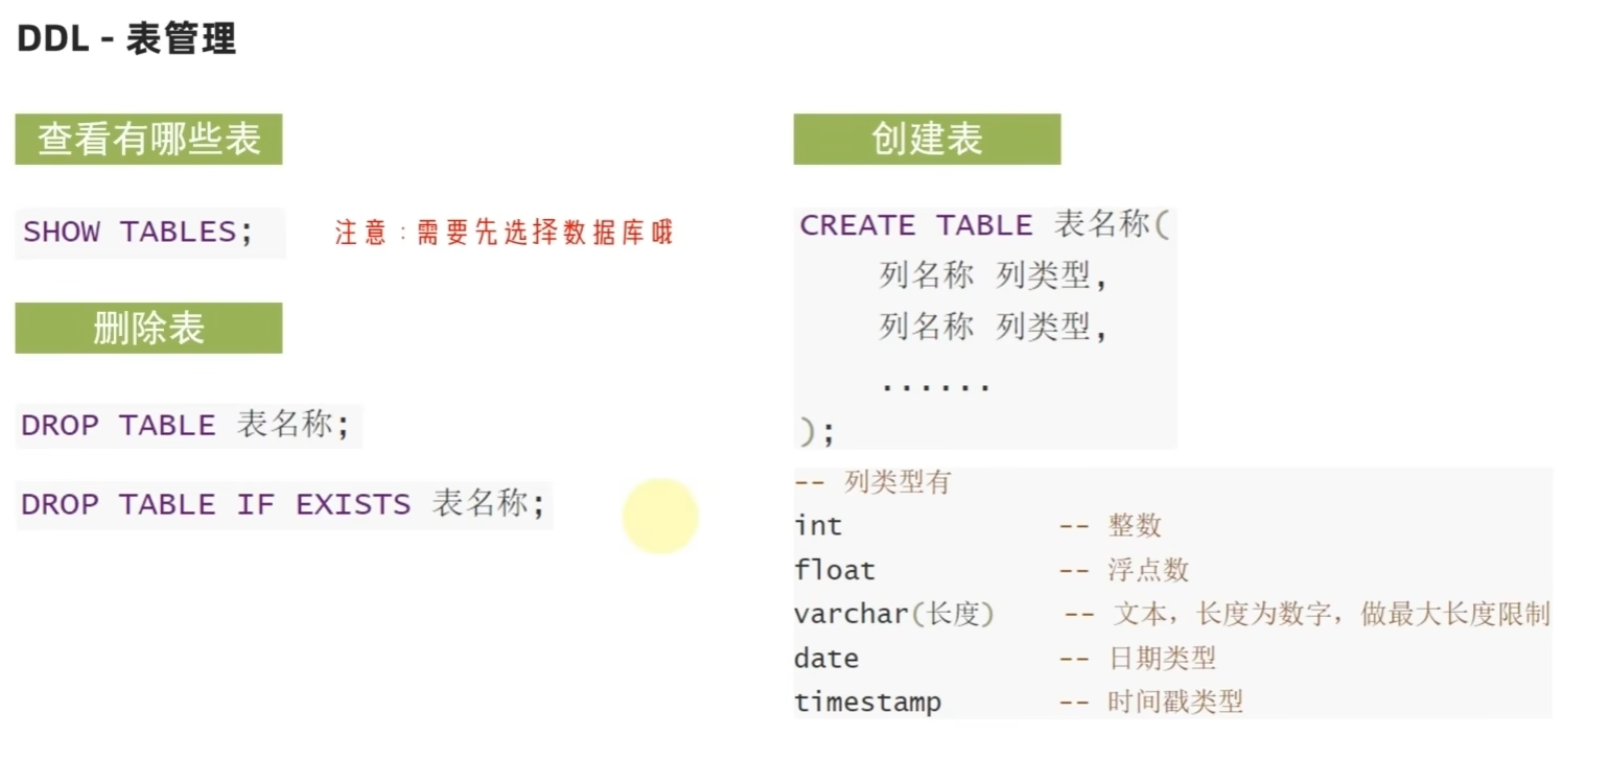 DDL - 表管理
查看有哪些表
SHOW TABLES;
注意：需要先选择数据库哦
删除表
DROP TABLE 表名称;
DROP TABLE IF EXISTS 表名称;
创建表
CREATE TABLE 表名称(
列名称 列类型,
列名称 列类型,
......
);
-- 列类型有
int -- 整数
float -- 浮点数
varchar(长度) -- 文本，长度为数字，做最大长度限制
date -- 日期类型
timestamp -- 时间戳类型